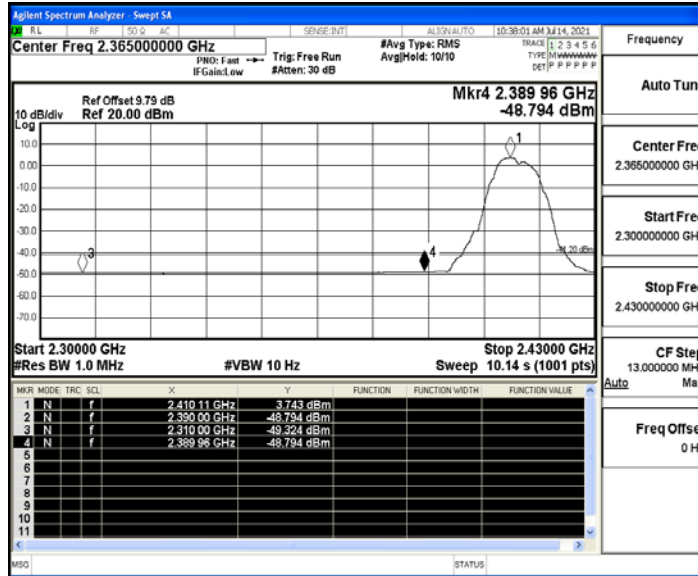 Agilent Spectrum Analyzer - Swept SA
RL RF 50 Ω AC SENSE:INT ALIGN AUTO 10:38:01 AM Jul 14, 2021
Center Freq 2.365000000 GHz #Avg Type: RMS TRACE 1 2 3 4 5 6
PNO: Fast Trig: Free Run Avg|Hold: 10/10 TYPE M
IFGain:Low #Atten: 30 dB DET P P P P P P
Mkr4 2.389 96 GHz
-48.794 dBm
Ref Offset 9.79 dB
10 dB/div Ref 20.00 dBm
Log
10.0
0.00
-10.0
-20.0
-30.0
-40.0
-50.0
-60.0
-70.0
1
3
4
-41.20 dBm
Start 2.30000 GHz Stop 2.43000 GHz
#Res BW 1.0 MHz #VBW 10 Hz Sweep 10.14 s (1001 pts)
MKR MODE TRC SCL X Y FUNCTION FUNCTION WIDTH FUNCTION VALUE
1 N f 2.410 11 GHz 3.743 dBm
2 N f 2.390 00 GHz -48.794 dBm
3 N f 2.310 00 GHz -49.324 dBm
4 N f 2.389 96 GHz -48.794 dBm
5
6
7
8
9
10
11
MSG STATUS
Frequency
Auto Tun
Center Fre
2.365000000 GH
Start Fre
2.300000000 GH
Stop Fre
2.430000000 GH
CF Step
13.000000 MH
Auto Ma
Freq Offse
0 H